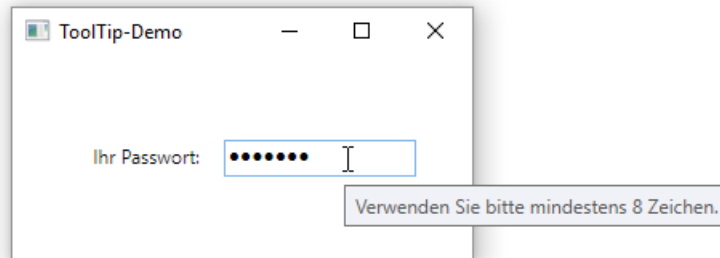 ToolTip-Demo
Ihr Passwort: •••••••
Verwenden Sie bitte mindestens 8 Zeichen.